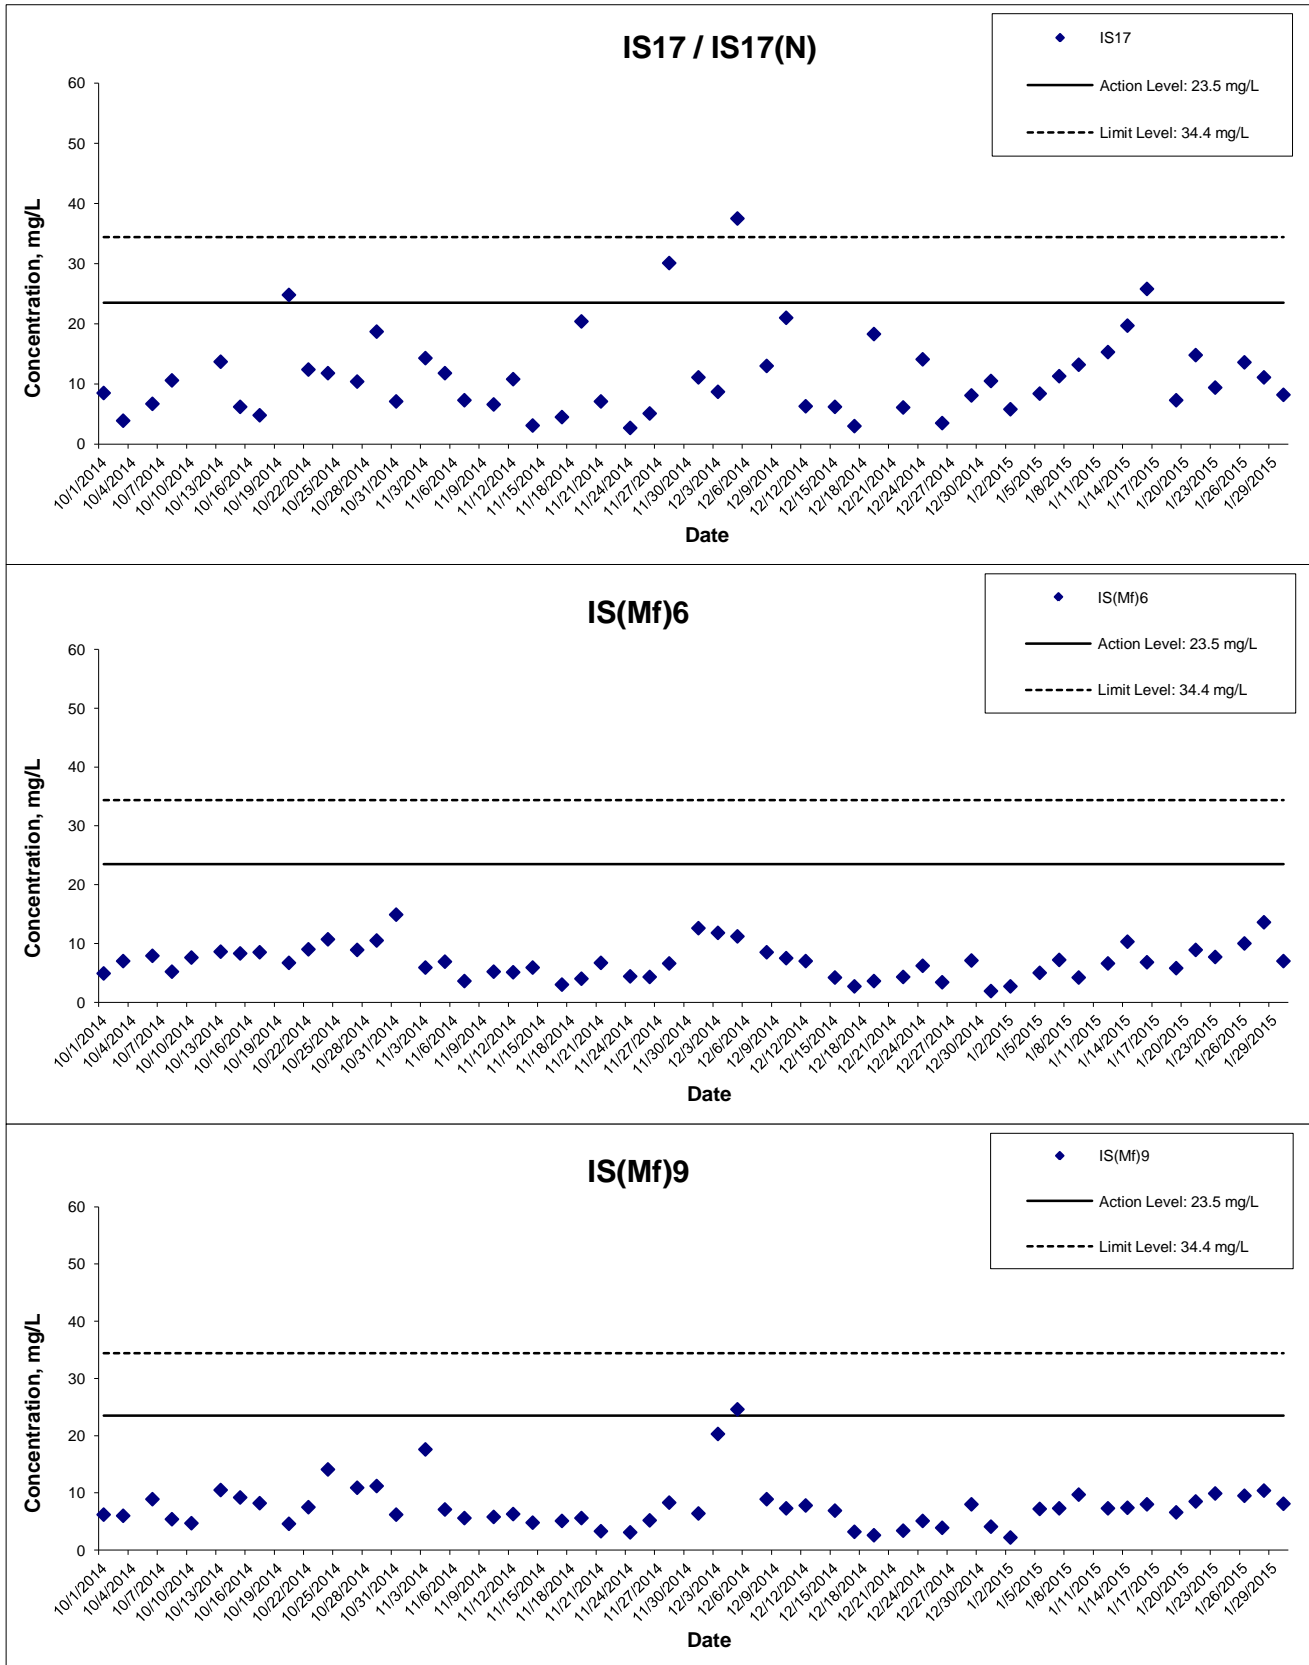 IS17 / IS17(N)
IS17
Action Level: 23.5 mg/L
Limit Level: 34.4 mg/L
Concentration, mg/L
60
50
40
30
20
10
0
10/1/2014 10/4/2014 10/7/2014 10/10/2014 10/13/2014 10/16/2014 10/19/2014 10/22/2014 10/25/2014 10/28/2014 10/31/2014 11/3/2014 11/6/2014 11/9/2014 11/12/2014 11/15/2014 11/18/2014 11/21/2014 11/24/2014 11/27/2014 11/30/2014 12/3/2014 12/6/2014 12/9/2014 12/12/2014 12/15/2014 12/18/2014 12/21/2014 12/24/2014 12/27/2014 12/30/2014 1/2/2015 1/5/2015 1/8/2015 1/11/2015 1/14/2015 1/17/2015 1/20/2015 1/23/2015 1/26/2015 1/29/2015
Date
IS(Mf)6
IS(Mf)6
Action Level: 23.5 mg/L
Limit Level: 34.4 mg/L
Concentration, mg/L
60
50
40
30
20
10
0
10/1/2014 10/4/2014 10/7/2014 10/10/2014 10/13/2014 10/16/2014 10/19/2014 10/22/2014 10/25/2014 10/28/2014 10/31/2014 11/3/2014 11/6/2014 11/9/2014 11/12/2014 11/15/2014 11/18/2014 11/21/2014 11/24/2014 11/27/2014 11/30/2014 12/3/2014 12/6/2014 12/9/2014 12/12/2014 12/15/2014 12/18/2014 12/21/2014 12/24/2014 12/27/2014 12/30/2014 1/2/2015 1/5/2015 1/8/2015 1/11/2015 1/14/2015 1/17/2015 1/20/2015 1/23/2015 1/26/2015 1/29/2015
Date
IS(Mf)9
IS(Mf)9
Action Level: 23.5 mg/L
Limit Level: 34.4 mg/L
Concentration, mg/L
60
50
40
30
20
10
0
10/1/2014 10/4/2014 10/7/2014 10/10/2014 10/13/2014 10/16/2014 10/19/2014 10/22/2014 10/25/2014 10/28/2014 10/31/2014 11/3/2014 11/6/2014 11/9/2014 11/12/2014 11/15/2014 11/18/2014 11/21/2014 11/24/2014 11/27/2014 11/30/2014 12/3/2014 12/6/2014 12/9/2014 12/12/2014 12/15/2014 12/18/2014 12/21/2014 12/24/2014 12/27/2014 12/30/2014 1/2/2015 1/5/2015 1/8/2015 1/11/2015 1/14/2015 1/17/2015 1/20/2015 1/23/2015 1/26/2015 1/29/2015
Date